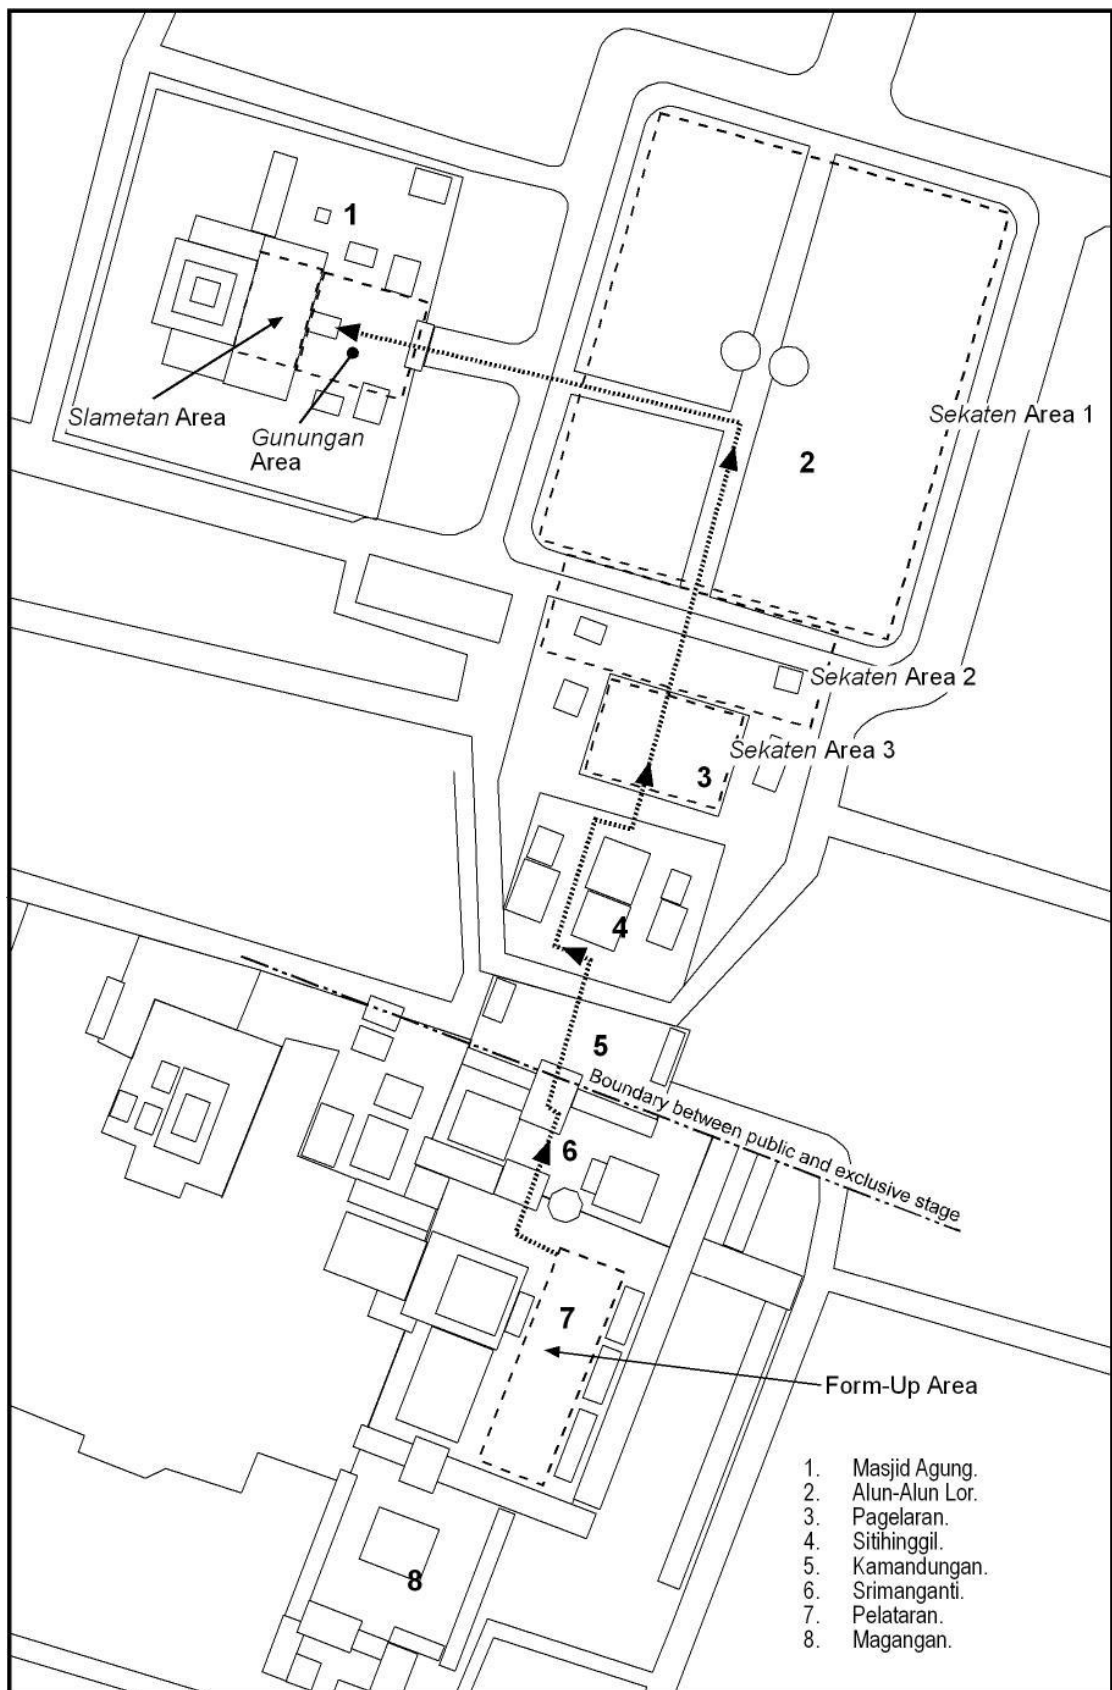 1
Slametan Area
Gunungan
Area
Sekaten Area 1
2
Sekaten Area 2
Sekaten Area 3
3
4
5
Boundary between public and exclusive stage
6
7
Form-Up Area
8
1. Masjid Agung.
2. Alun-Alun Lor.
3. Pagelaran.
4. Sitihinggil.
5. Kamandungan.
6. Srimanganti.
7. Pelataran.
8. Magangan.